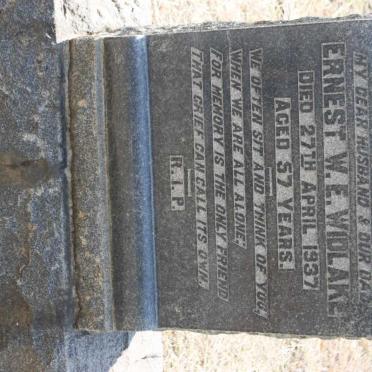 MY DEAR HUSBAND & OUR DAD
ERNEST W. E. VIDLAKE
DIED 27TH APRIL 1937
AGED 57 YEARS.
WE OFTEN SIT AND THINK OF YOU,
WHEN WE ARE ALL ALONE;
FOR MEMORY IS THE ONLY FRIEND
THAT GRIEF CAN CALL ITS OWN.
R.I.P.